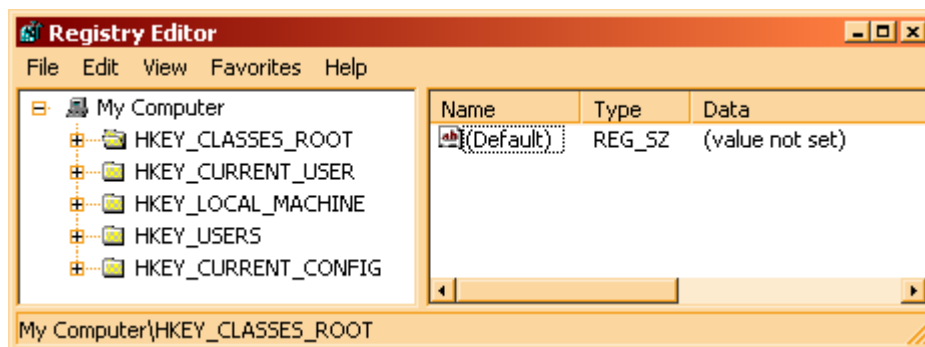 Registry Editor
File Edit View Favorites Help
My Computer
HKEY_CLASSES_ROOT
HKEY_CURRENT_USER
HKEY_LOCAL_MACHINE
HKEY_USERS
HKEY_CURRENT_CONFIG
Name Type Data
ab (Default) REG_SZ (value not set)
My Computer\HKEY_CLASSES_ROOT